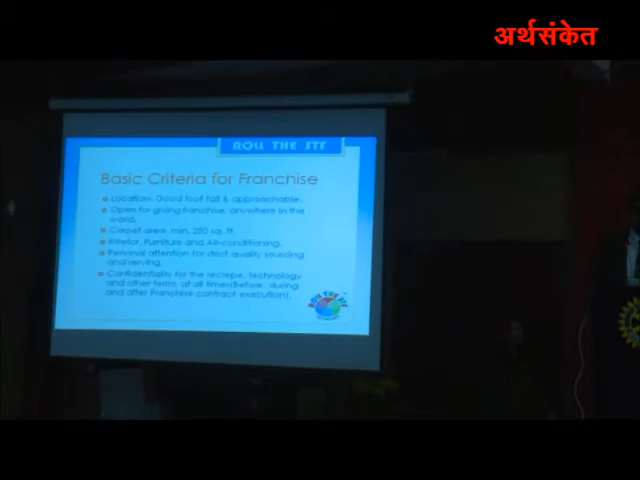 अर्थसंकेत
ROLL THE STF
Basic Criteria for Franchise
Location- Good foot fall & approachable.
Open for giving franchise, anywhere in the
world.
Carpet area- min. 250 sq. ft.
Interior, Furniture and Air-conditioning.
Personal attention for strict quality sourcing
and serving.
Confidentiality for the reciepe, technology
and other terms at all times(Before, during
and after Franchise contract execution).